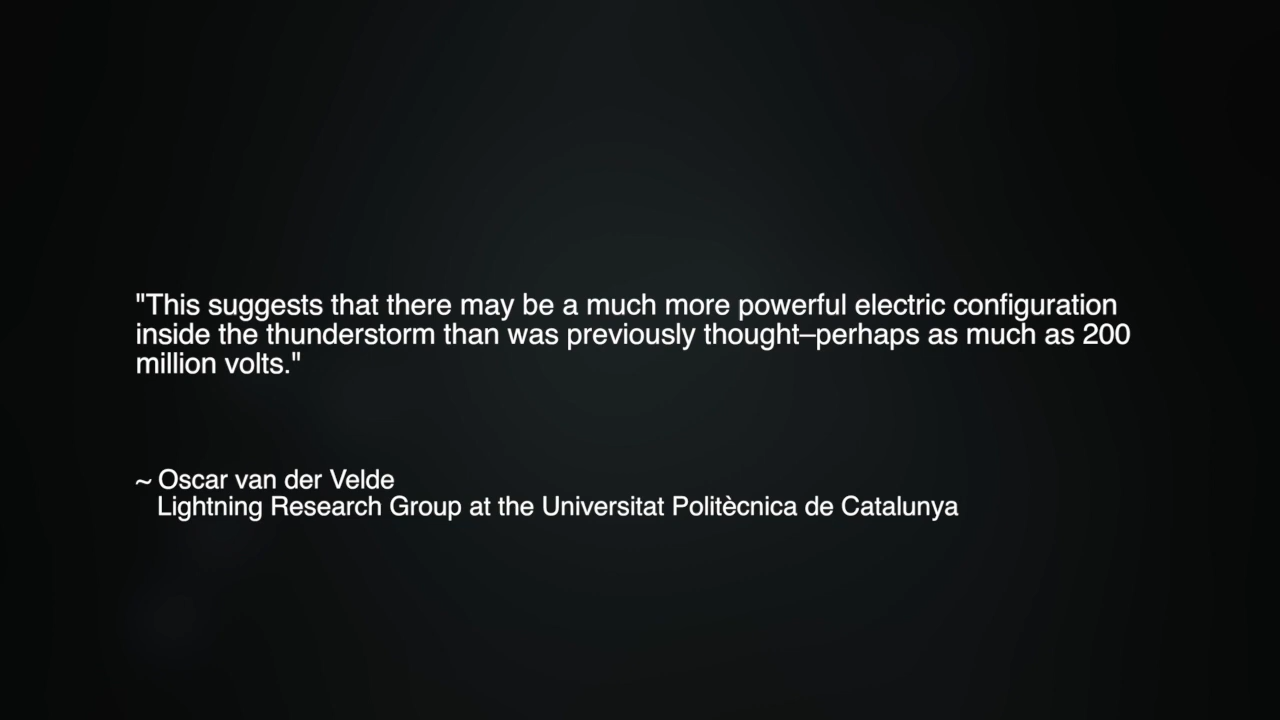 "This suggests that there may be a much more powerful electric configuration
inside the thunderstorm than was previously thought–perhaps as much as 200
million volts."
~ Oscar van der Velde
Lightning Research Group at the Universitat Politècnica de Catalunya